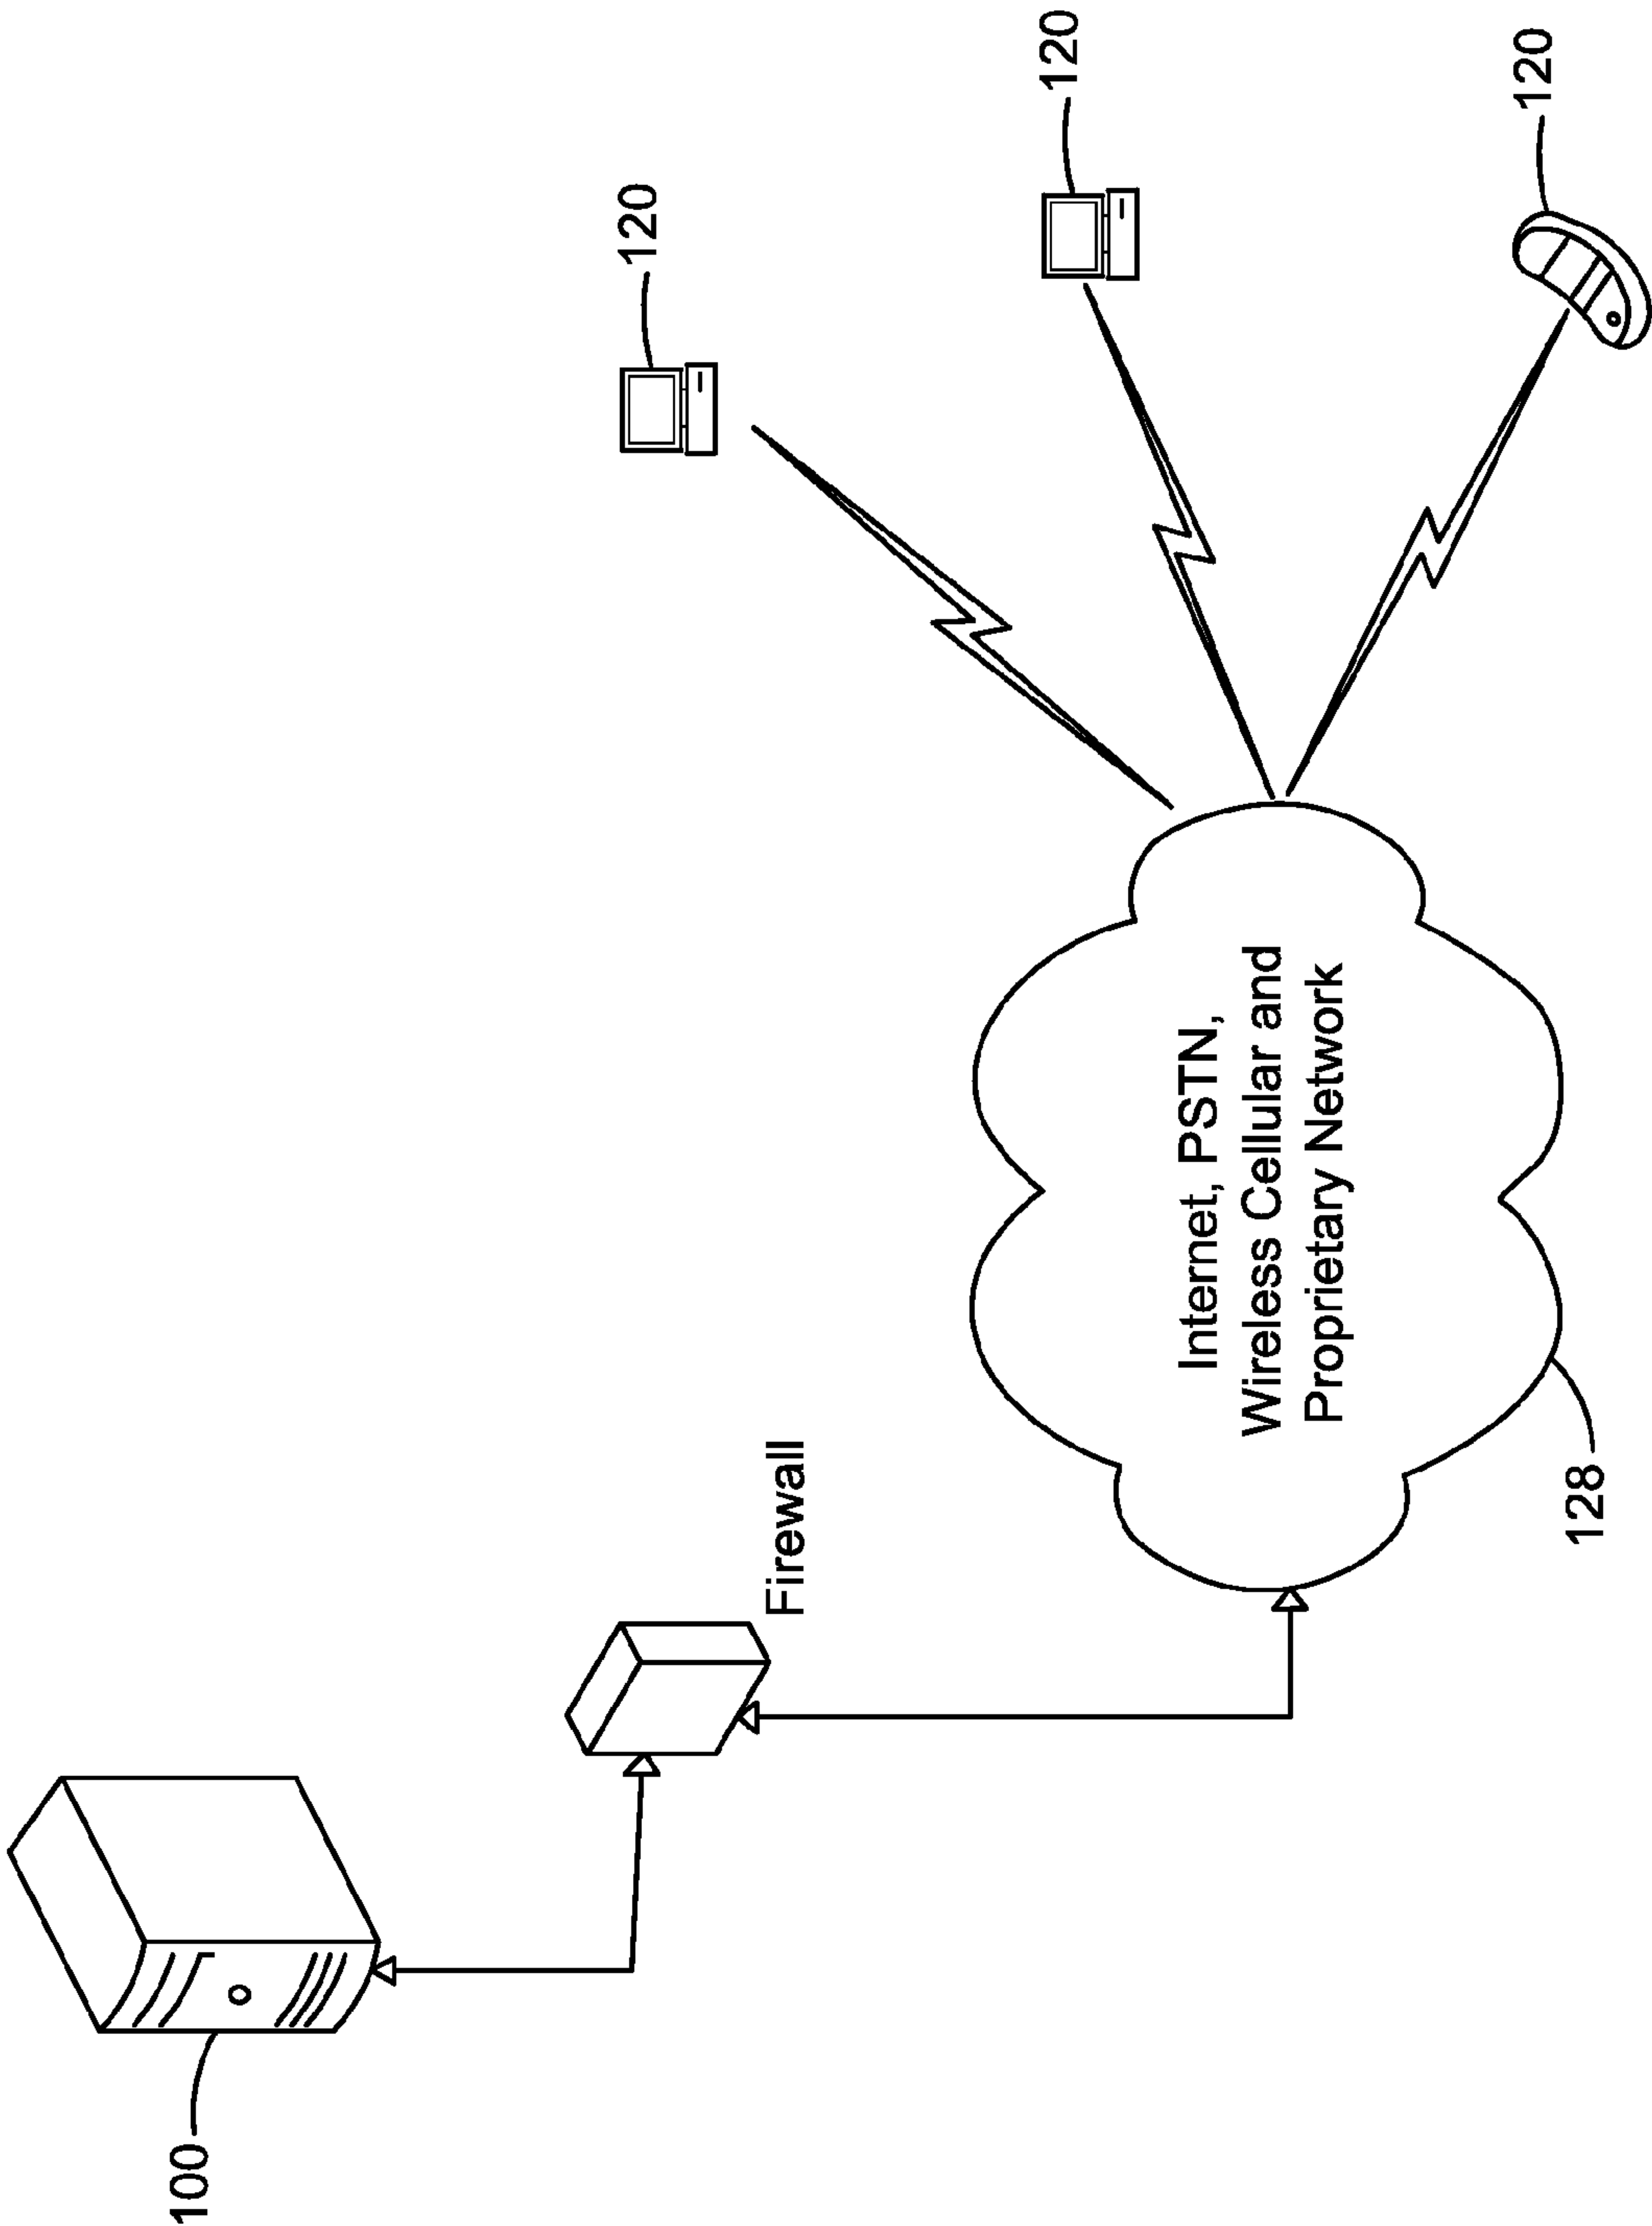 100
120
Firewall
120
Internet, PSTN,
Wireless Cellular and
Proprietary Network
120
128